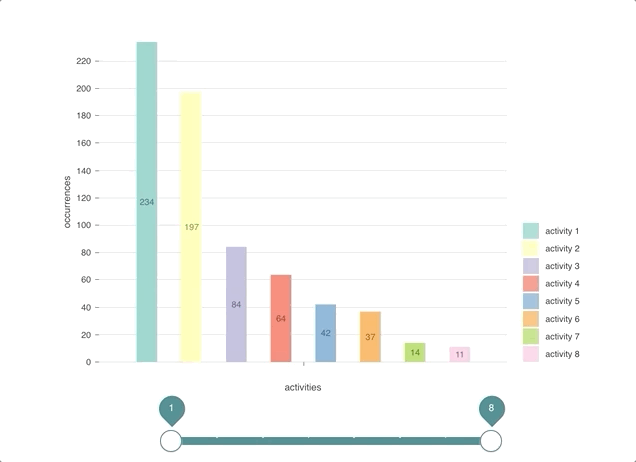 220
200
180
160
140
120
100
80
60
40
20
0
occurrences
234
197
84
64
42
37
14
11
activities
activity 1
activity 2
activity 3
activity 4
activity 5
activity 6
activity 7
activity 8
1
8